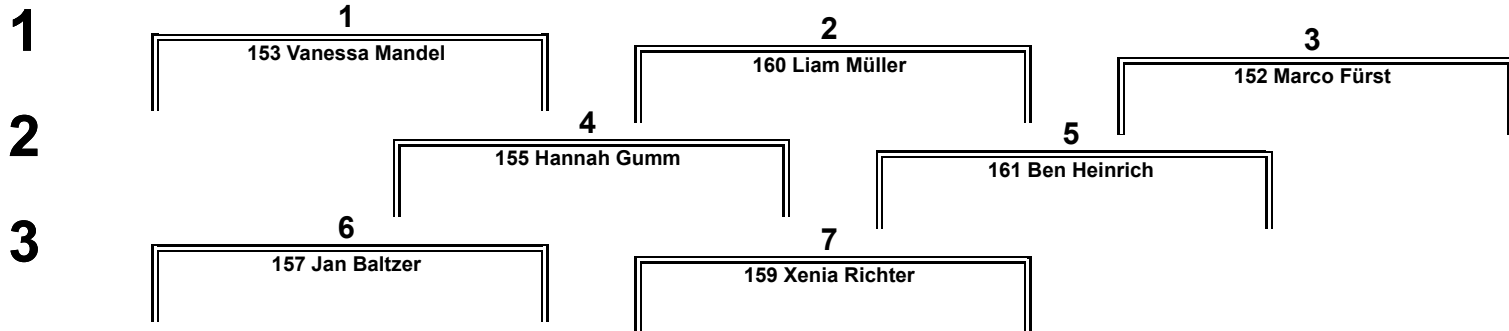 1
1
153 Vanessa Mandel
2
160 Liam Müller
3
152 Marco Fürst
2
4
155 Hannah Gumm
5
161 Ben Heinrich
3
6
157 Jan Baltzer
7
159 Xenia Richter